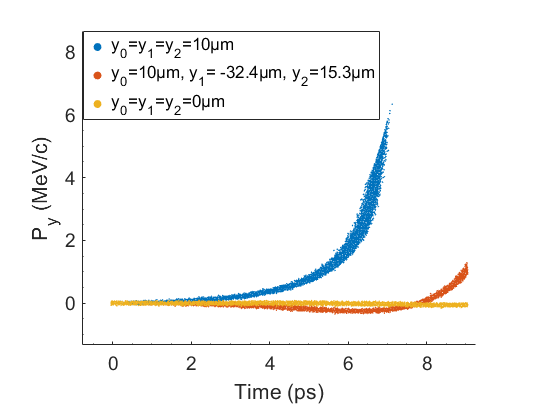 y0=y1=y2=10μm
y0=10μm, y1= -32.4μm, y2=15.3μm
y0=y1=y2=0μm
8
6
4
2
0
Py (MeV/c)
0 2 4 6 8
Time (ps)